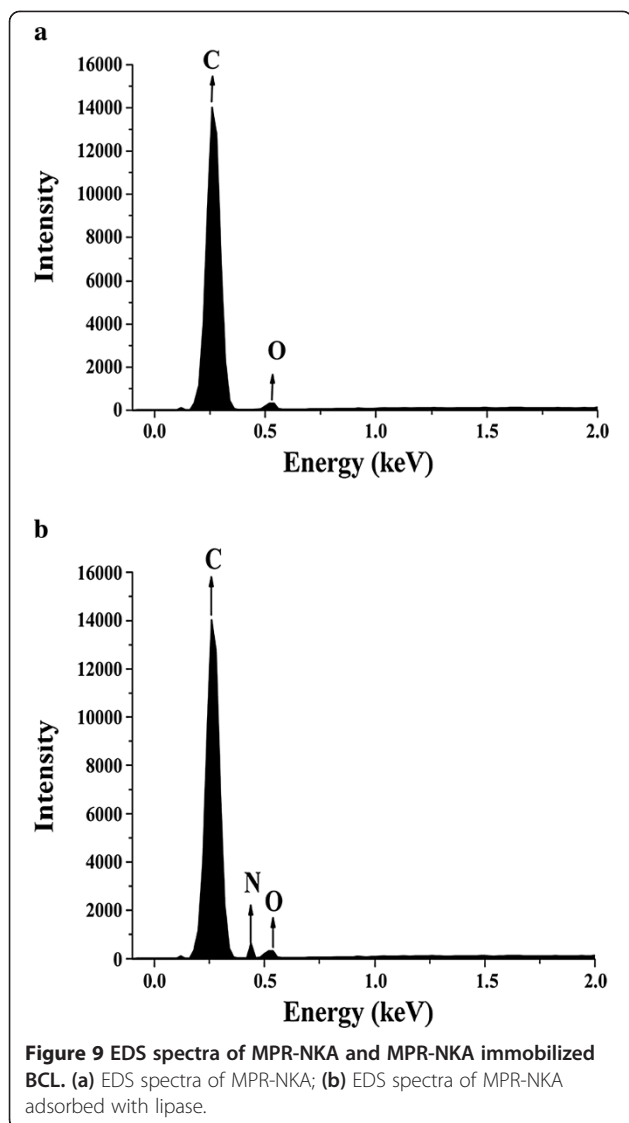 a
C
16000
14000
12000
10000
8000
6000
4000
2000
0
Intensity
O
0.0 0.5 1.0 1.5 2.0
Energy (keV)
b
C
16000
14000
12000
10000
8000
6000
4000
2000
0
Intensity
N O
0.0 0.5 1.0 1.5 2.0
Energy (keV)
Figure 9 EDS spectra of MPR-NKA and MPR-NKA immobilized
BCL. (a) EDS spectra of MPR-NKA; (b) EDS spectra of MPR-NKA
adsorbed with lipase.